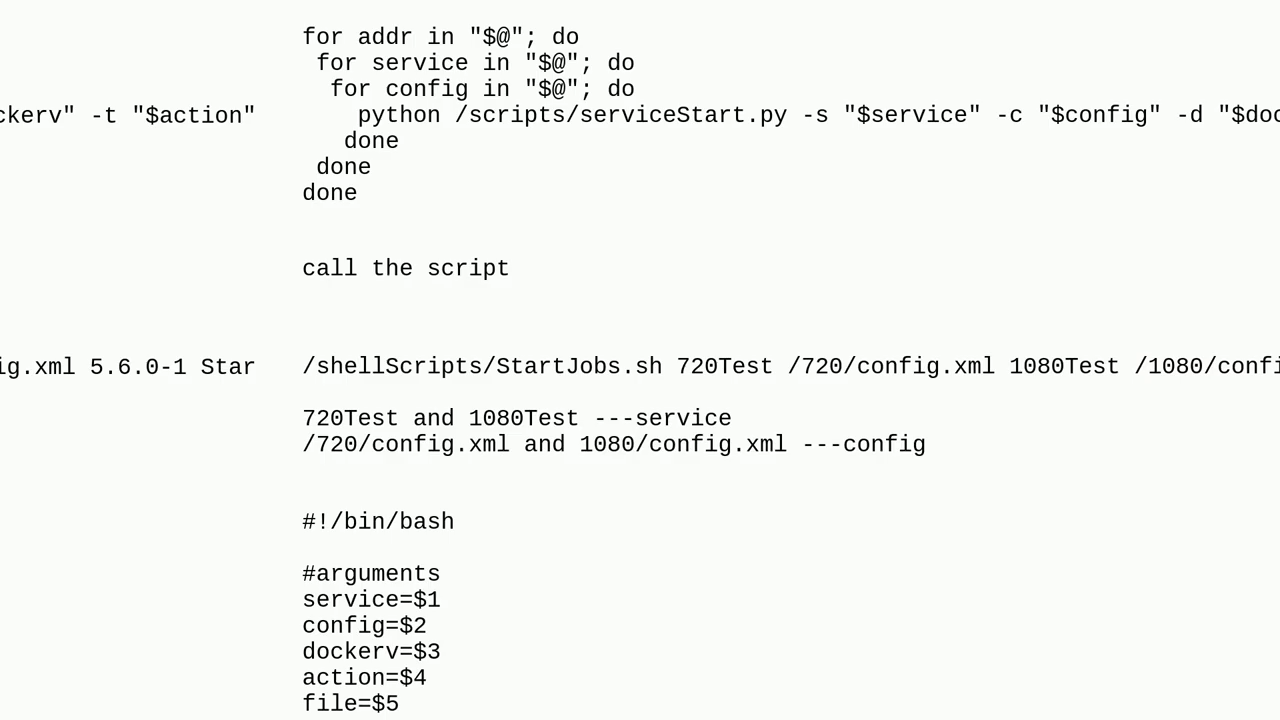 for addr in "$@"; do
for service in "$@"; do
for config in "$@"; do
ckerv" -t "$action" python /scripts/serviceStart.py -s "$service" -c "$config" -d "$doc
done
done
done
call the script
ig.xml 5.6.0-1 Star /shellScripts/StartJobs.sh 720Test /720/config.xml 1080Test /1080/confi
720Test and 1080Test ---service
/720/config.xml and 1080/config.xml ---config
#!/bin/bash
#arguments
service=$1
config=$2
dockerv=$3
action=$4
file=$5